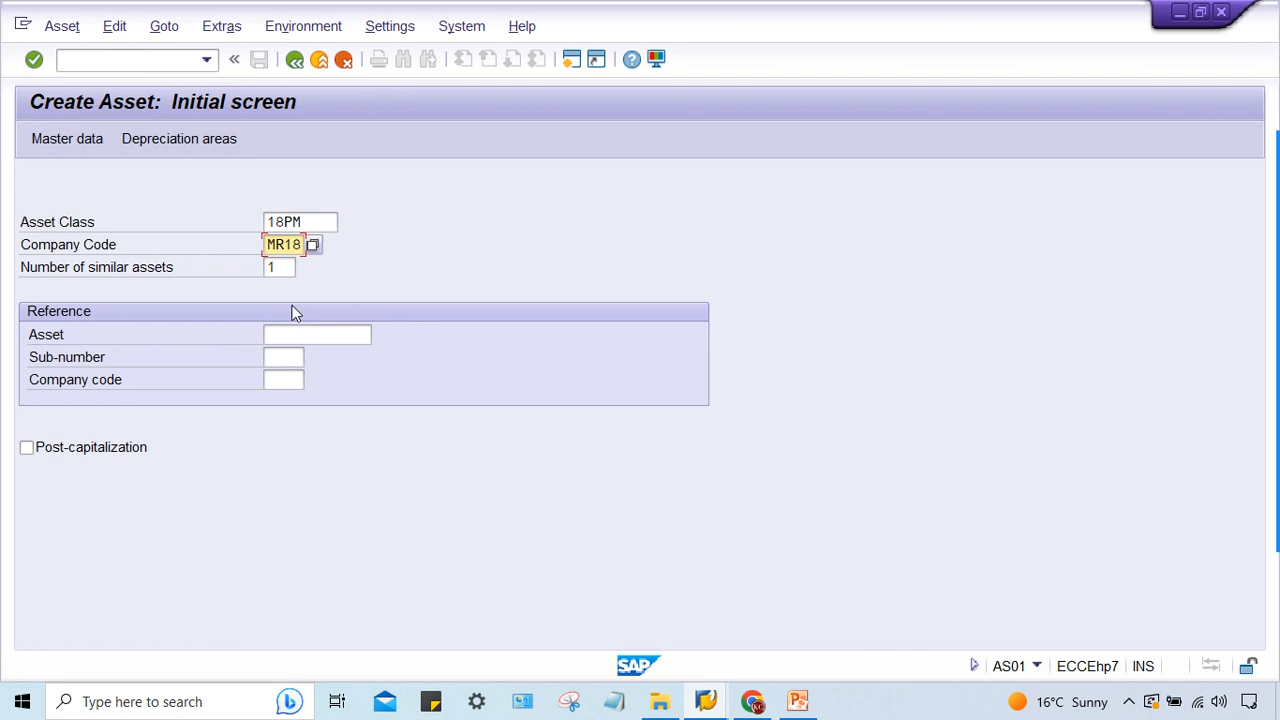 Asset Edit Goto Extras Environment Settings System Help
Create Asset: Initial screen
Master data Depreciation areas
Asset Class 18PM
Company Code MR18
Number of similar assets 1
Reference
Asset
Sub-number
Company code
Post-capitalization
SAP AS01 ECCEhp7 INS
Type here to search 16°C Sunny